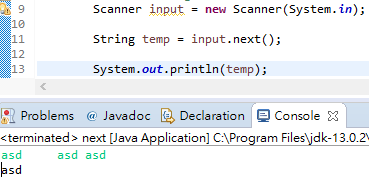 9 Scanner input = new Scanner(System.in);
10
11 String temp = input.next();
12
13 System.out.println(temp);
Problems @ Javadoc Declaration Console
<terminated> next [Java Application] C:\Program Files\jdk-13.0.2\
asd asd asd
asd